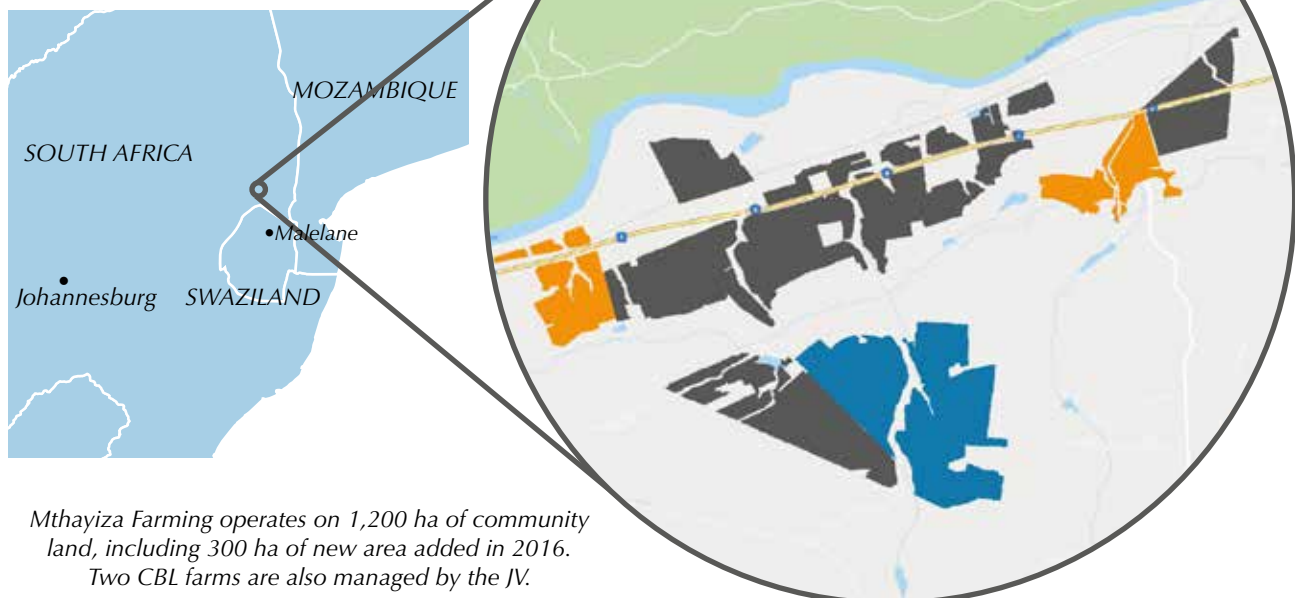 MOZAMBIQUE
SOUTH AFRICA
Malelane
Johannesburg
SWAZILAND
Mthayiza Farming operates on 1,200 ha of community
land, including 300 ha of new area added in 2016.
Two CBL farms are also managed by the JV.